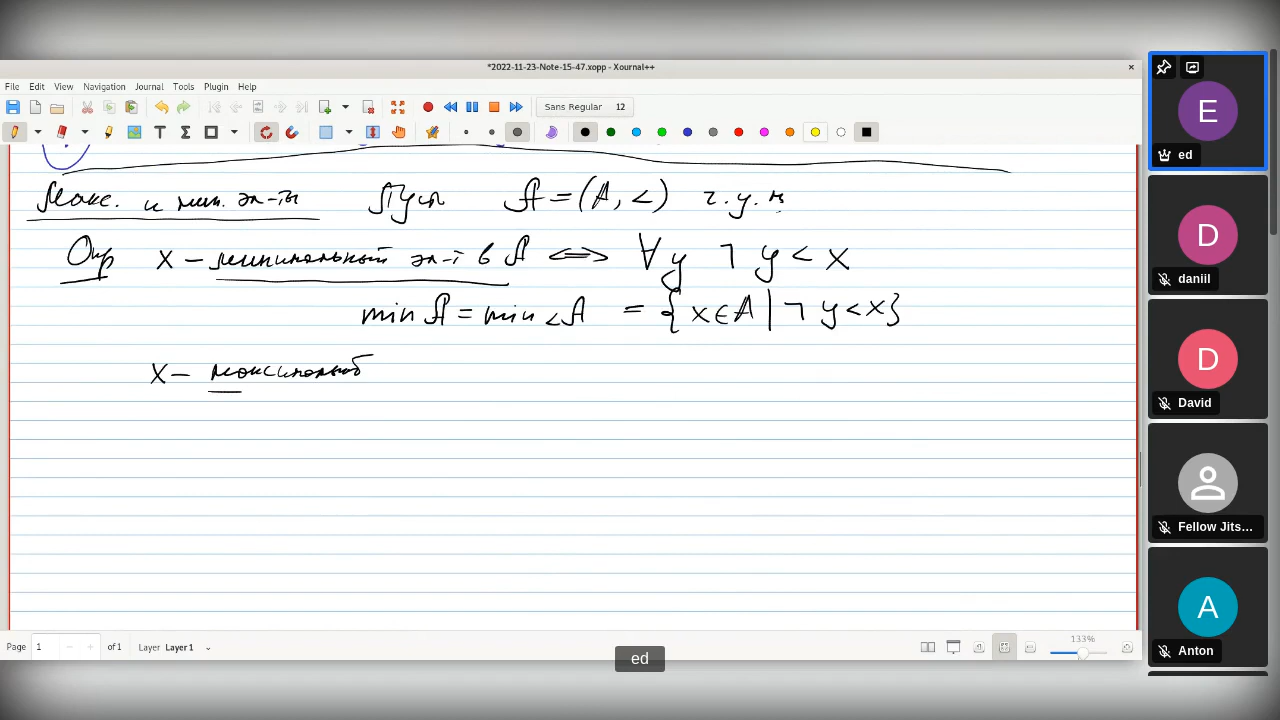 *2022-11-23-Note-15-47.xopp - Xournal++
File Edit View Navigation Journal Tools Plugin Help
Sans Regular 12
Макс. и мин. эл-ты Пусть 𝔸 = (A, <) ч.у.м
Опр x – минимальный эл-т в 𝔸 ⟺ ∀y ¬ y < x
min 𝔸 = min < A = { x ∈ A | ¬ y < x }
x – максимальный
Page 1 of 1 Layer Layer 1
133%
ed
E
ed
D
daniil
D
David
Fellow Jits...
A
Anton